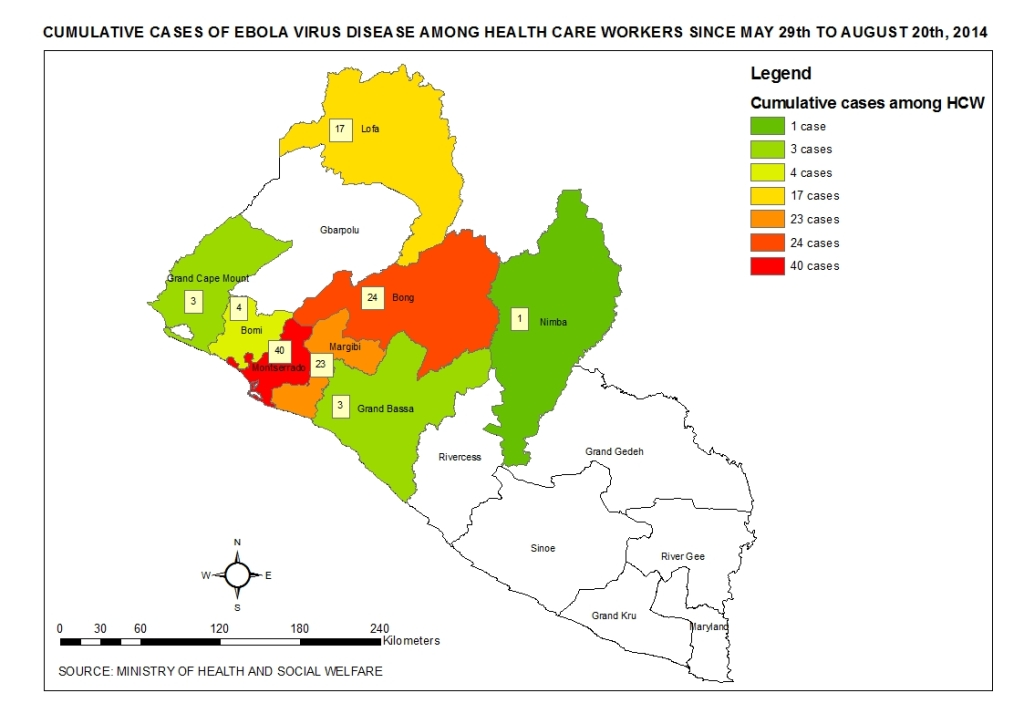 CUMULATIVE CASES OF EBOLA VIRUS DISEASE AMONG HEALTH CARE WORKERS SINCE MAY 29th TO AUGUST 20th, 2014
Legend
Cumulative cases among HCW
1 case
3 cases
4 cases
17 cases
23 cases
24 cases
40 cases
17 Lofa
Gbarpolu
Grand Cape Mount
3
4
Bomi
24 Bong
1 Nimba
40
Montserrado
Margibi
23
3 Grand Bassa
Rivercess
Grand Gedeh
Sinoe
River Gee
Grand Kru
Maryland
N
W E
S
0 30 60 120 180 240
Kilometers
SOURCE: MINISTRY OF HEALTH AND SOCIAL WELFARE